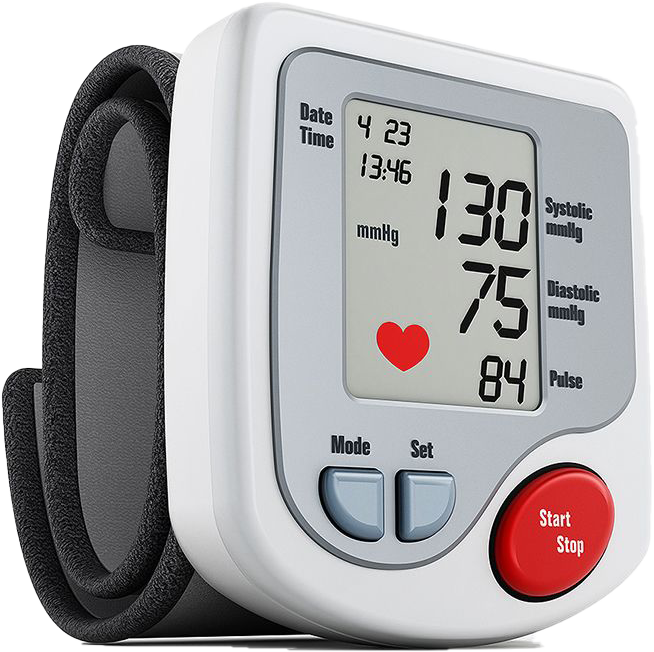 Date
Time
4 23
13:46
130
Systolic
mmHg
mmHg
75
Diastolic
mmHg
84
Pulse
Mode
Set
Start
Stop